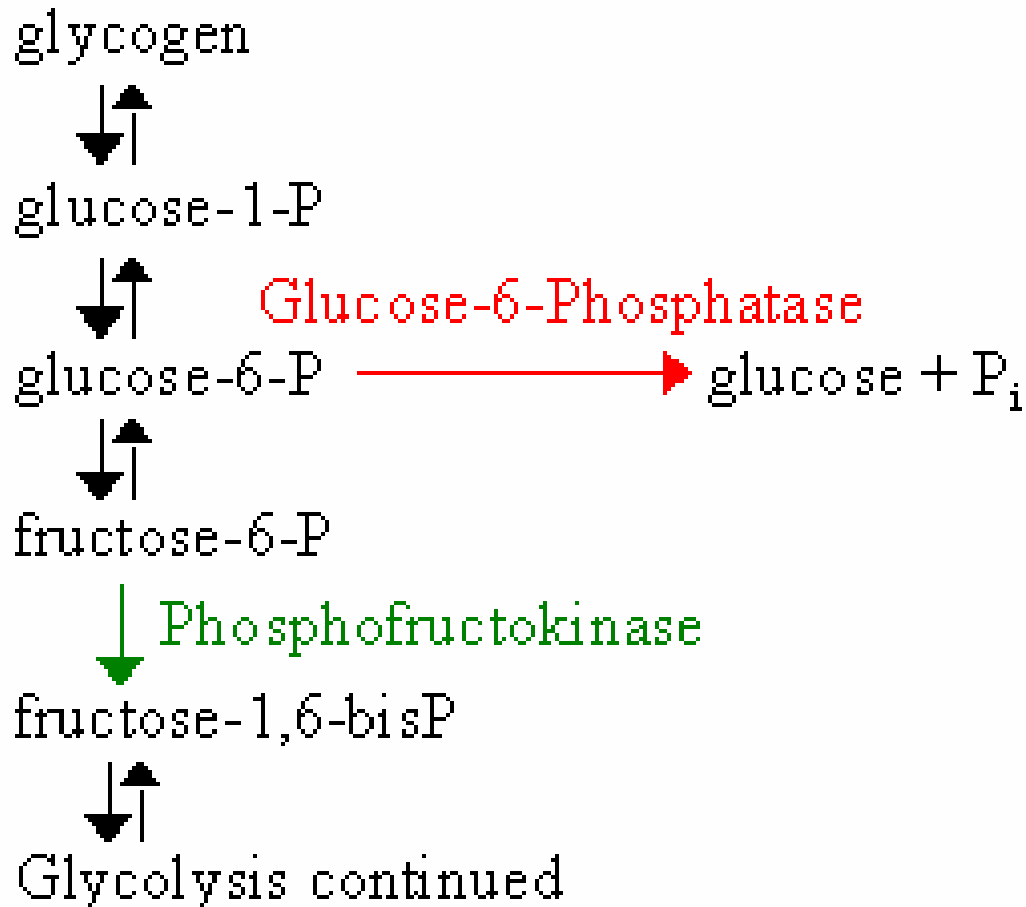 glycogen
glucose-1-P
Glucose-6-Phosphatase
glucose-6-P
glucose + Pi
fructose-6-P
Phosphofructokinase
fructose-1,6-bisP
Glycolysis continued